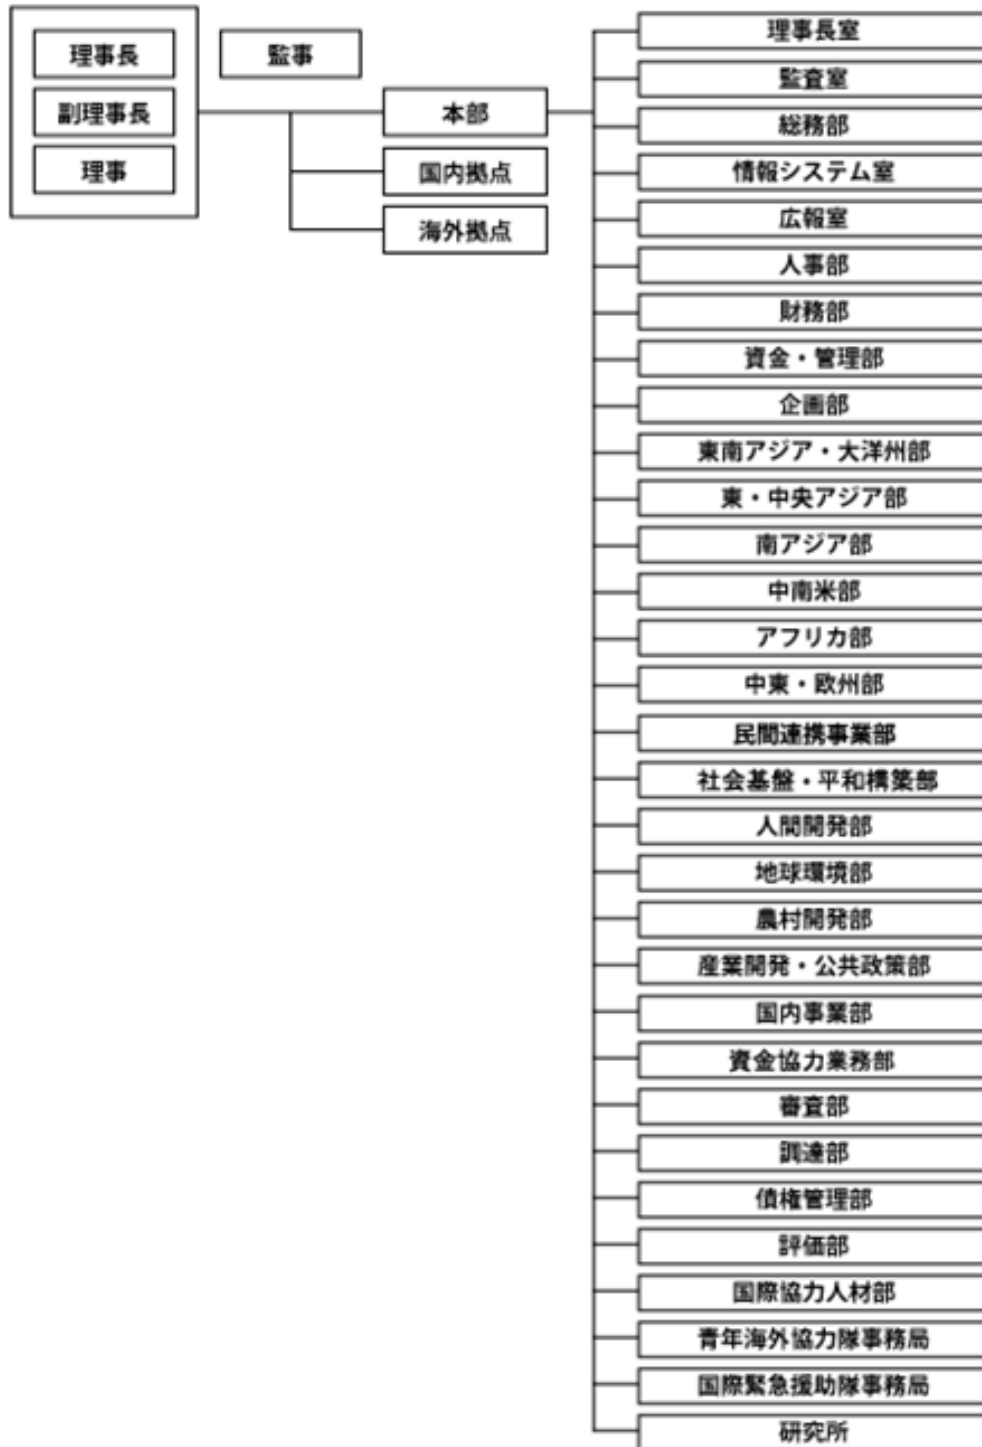 理事長
副理事長
理事
監事
本部
国内拠点
海外拠点
理事長室
監査室
総務部
情報システム室
広報室
人事部
財務部
資金・管理部
企画部
東南アジア・大洋州部
東・中央アジア部
南アジア部
中南米部
アフリカ部
中東・欧州部
民間連携事業部
社会基盤・平和構築部
人間開発部
地球環境部
農村開発部
産業開発・公共政策部
国内事業部
資金協力業務部
審査部
調達部
債権管理部
評価部
国際協力人材部
青年海外協力隊事務局
国際緊急援助隊事務局
研究所